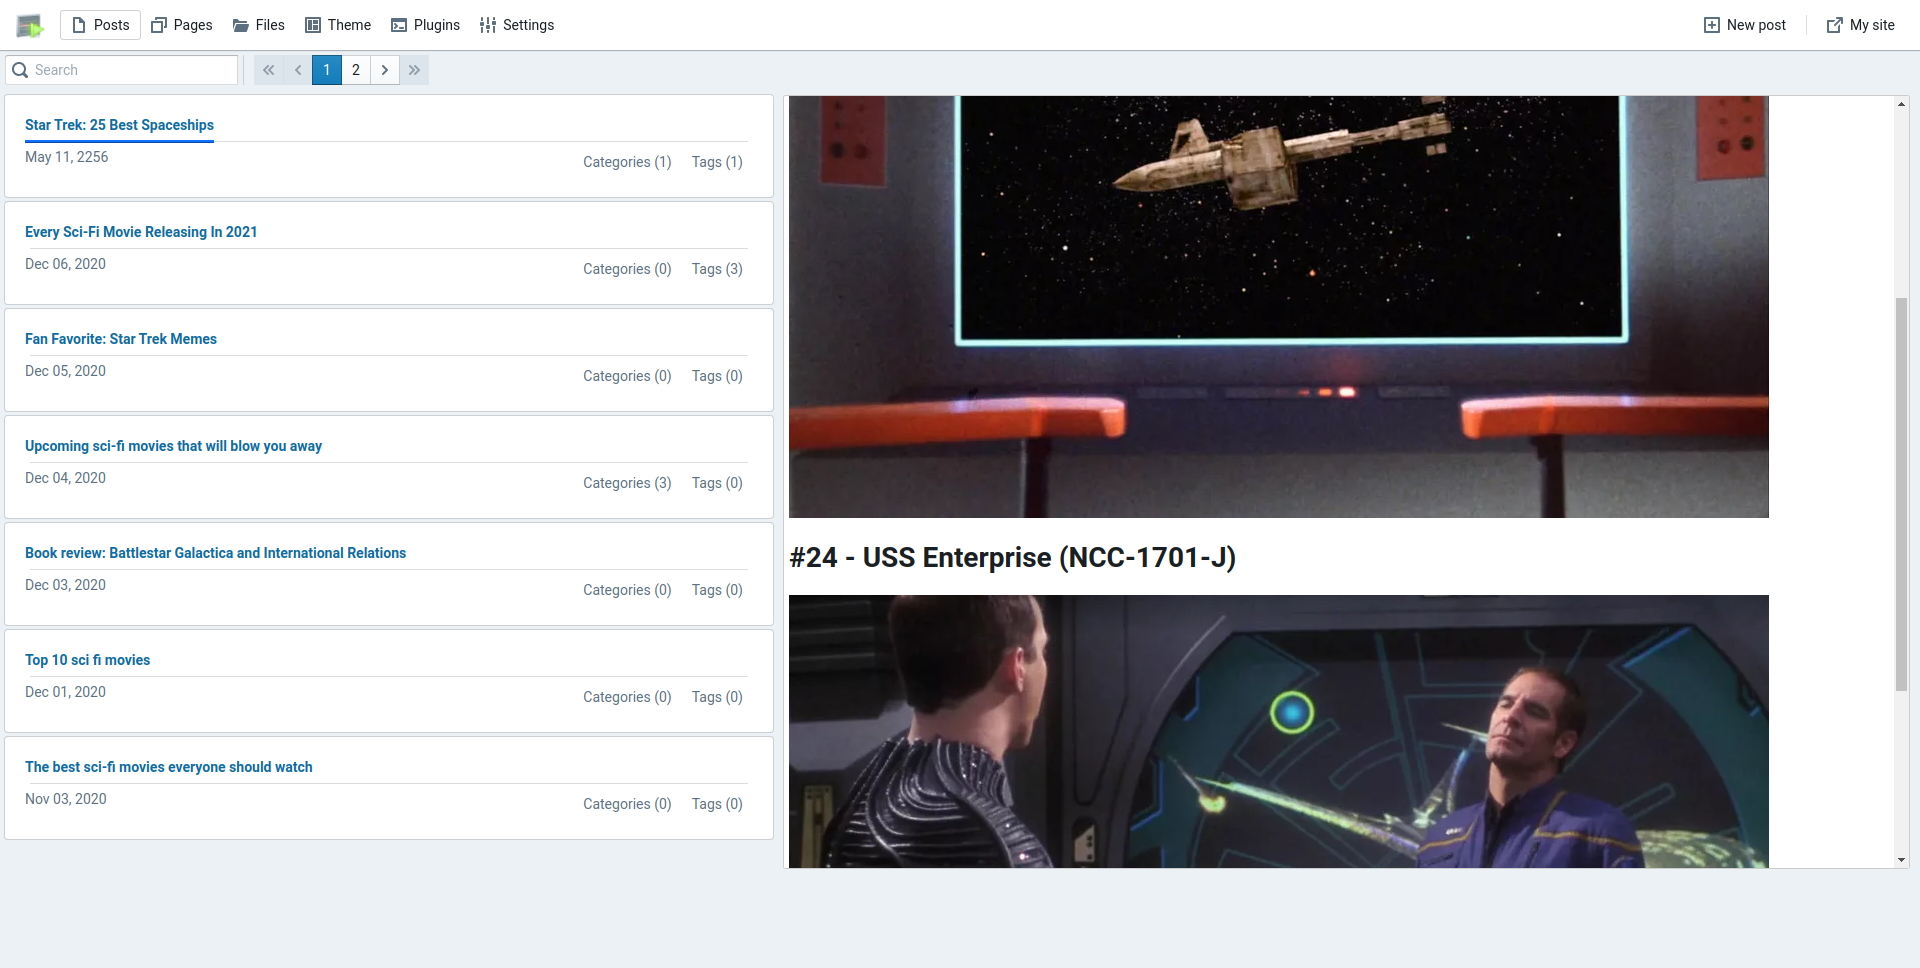 Posts Pages Files Theme Plugins Settings New post My site
Search « ‹ 1 2 › »
Star Trek: 25 Best Spaceships
May 11, 2256 Categories (1) Tags (1)
Every Sci-Fi Movie Releasing In 2021
Dec 06, 2020 Categories (0) Tags (3)
Fan Favorite: Star Trek Memes
Dec 05, 2020 Categories (0) Tags (0)
Upcoming sci-fi movies that will blow you away
Dec 04, 2020 Categories (3) Tags (0)
Book review: Battlestar Galactica and International Relations
Dec 03, 2020 Categories (0) Tags (0)
Top 10 sci fi movies
Dec 01, 2020 Categories (0) Tags (0)
The best sci-fi movies everyone should watch
Nov 03, 2020 Categories (0) Tags (0)
#24 - USS Enterprise (NCC-1701-J)